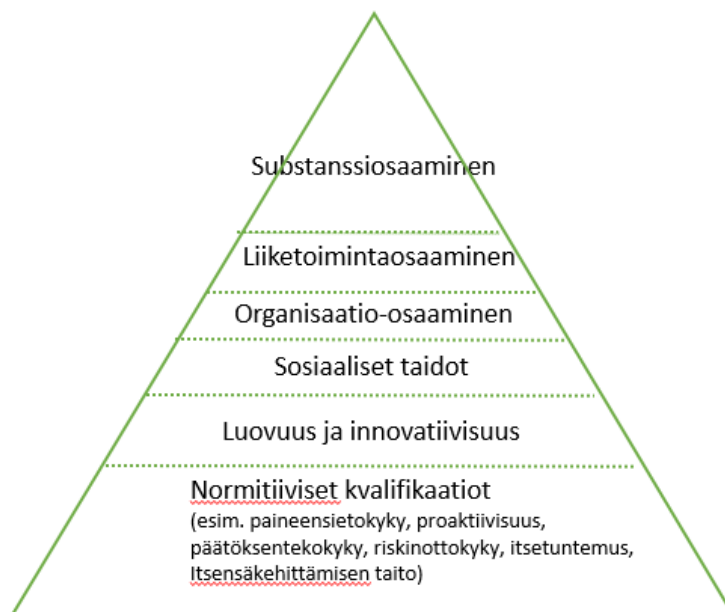 Substanssiosaaminen
Liiketoimintaosaaminen
Organisaatio-osaaminen
Sosiaaliset taidot
Luovuus ja innovatiivisuus
Normitiiviset kvalifikaatiot
(esim. paineensietokyky, proaktiivisuus,
päätöksentekokyky, riskinottokyky, itsetuntemus,
Itsensäkehittämisen taito)